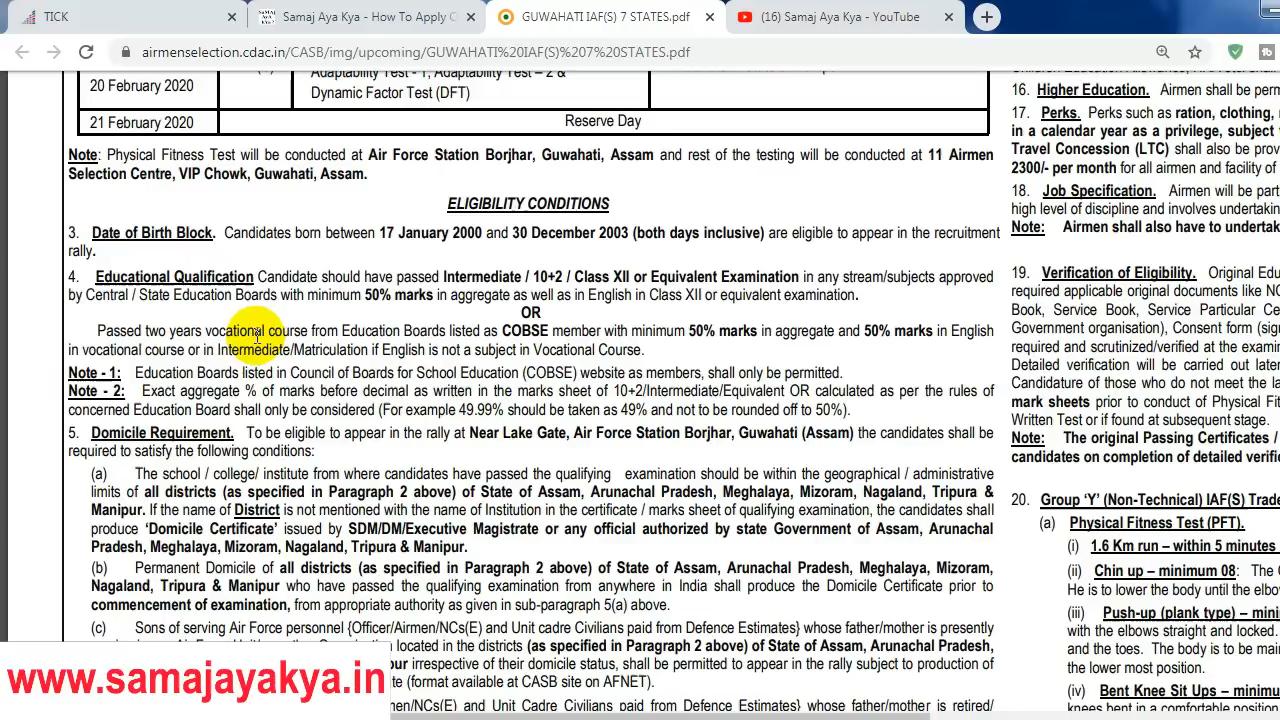 TICK
Samaj Aya Kya - How To Apply
GUWAHATI IAF(S) 7 STATES.pdf
(16) Samaj Aya Kya - YouTube
airmenselection.cdac.in/CASB/img/upcoming/GUWAHATI%20IAF(S)%207%20STATES.pdf
20 February 2020
Adaptability Test - 1, Adaptability Test – 2 &
Dynamic Factor Test (DFT)
21 February 2020
Reserve Day
Note: Physical Fitness Test will be conducted at Air Force Station Borjhar, Guwahati, Assam and rest of the testing will be conducted at 11 Airmen
Selection Centre, VIP Chowk, Guwahati, Assam.
ELIGIBILITY CONDITIONS
3. Date of Birth Block. Candidates born between 17 January 2000 and 30 December 2003 (both days inclusive) are eligible to appear in the recruitment
rally.
4. Educational Qualification Candidate should have passed Intermediate / 10+2 / Class XII or Equivalent Examination in any stream/subjects approved
by Central / State Education Boards with minimum 50% marks in aggregate as well as in English in Class XII or equivalent examination.
OR
Passed two years vocational course from Education Boards listed as COBSE member with minimum 50% marks in aggregate and 50% marks in English
in vocational course or in Intermediate/Matriculation if English is not a subject in Vocational Course.
Note - 1: Education Boards listed in Council of Boards for School Education (COBSE) website as members, shall only be permitted.
Note - 2: Exact aggregate % of marks before decimal as written in the marks sheet of 10+2/Intermediate/Equivalent OR calculated as per the rules of
concerned Education Board shall only be considered (For example 49.99% should be taken as 49% and not to be rounded off to 50%).
5. Domicile Requirement. To be eligible to appear in the rally at Near Lake Gate, Air Force Station Borjhar, Guwahati (Assam) the candidates shall be
required to satisfy the following conditions:
(a) The school / college/ institute from where candidates have passed the qualifying examination should be within the geographical / administrative
limits of all districts (as specified in Paragraph 2 above) of State of Assam, Arunachal Pradesh, Meghalaya, Mizoram, Nagaland, Tripura &
Manipur. If the name of District is not mentioned with the name of Institution in the certificate / marks sheet of qualifying examination, the candidates shall
produce ‘Domicile Certificate’ issued by SDM/DM/Executive Magistrate or any official authorized by state Government of Assam, Arunachal
Pradesh, Meghalaya, Mizoram, Nagaland, Tripura & Manipur.
(b) Permanent Domicile of all districts (as specified in Paragraph 2 above) of State of Assam, Arunachal Pradesh, Meghalaya, Mizoram,
Nagaland, Tripura & Manipur who have passed the qualifying examination from anywhere in India shall produce the Domicile Certificate prior to
commencement of examination, from appropriate authority as given in sub-paragraph 5(a) above.
(c) Sons of serving Air Force personnel {Officer/Airmen/NCs(E) and Unit cadre Civilians paid from Defence Estimates} whose father/mother is presently
located in the districts (as specified in Paragraph 2 above) of State of Assam, Arunachal Pradesh,
irrespective of their domicile status, shall be permitted to appear in the rally subject to production of
(format available at CASB site on AFNET).
and Unit cadre Civilians paid from Defence Estimates} whose father/mother is retired/
16. Higher Education. Airmen shall be
17. Perks. Perks such as ration, clothing,
in a calendar year as a privilege, subject
Travel Concession (LTC) shall also be
2300/- per month for all airmen and facility of
18. Job Specification. Airmen will be
high level of discipline and involves
Note: Airmen shall also have to
19. Verification of Eligibility. Original
required applicable original documents like
Book, Service Book, Service Particular
Government organisation), Consent form
required and scrutinized/verified at the
Detailed verification will be carried out
Candidature of those who do not meet the
mark sheets prior to conduct of Physical
Written Test or if found at subsequent stage.
Note: The original Passing Certificates /
candidates on completion of detailed
20. Group ‘Y’ (Non-Technical) IAF(S)
(a) Physical Fitness Test (PFT).
(i) 1.6 Km run – within 5 minutes
(ii) Chin up – minimum 08: The
He is to lower the body until the
(iii) Push-up (plank type) –
with the elbows straight and locked.
and the toes. The body is to be
the lower most position.
(iv) Bent Knee Sit Ups –
knees bent in a comfortable
www.samajayakya.in